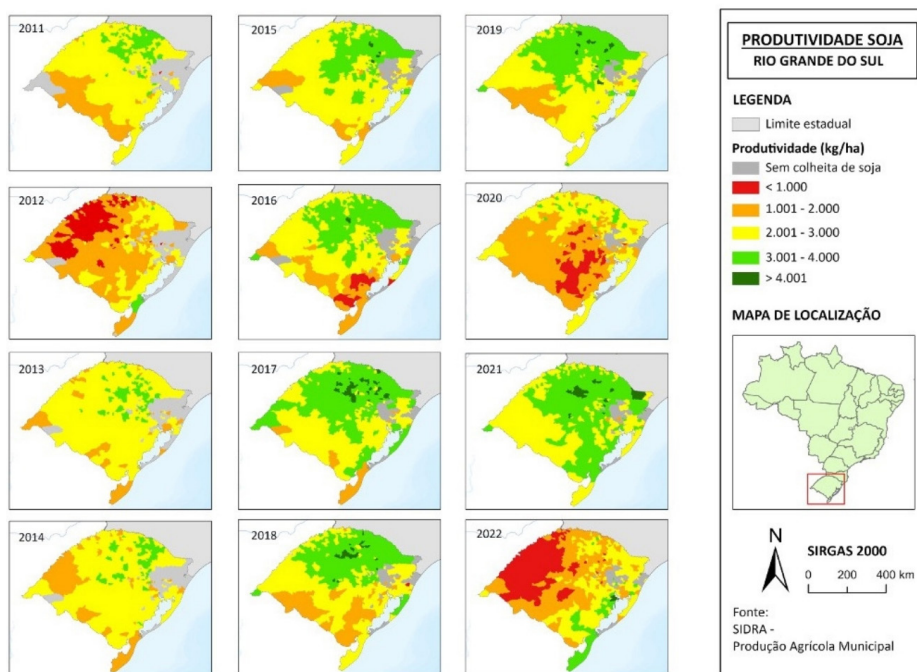 2011
2015
2019
2012
2016
2020
2013
2017
2021
2014
2018
2022
PRODUTIVIDADE SOJA
RIO GRANDE DO SUL
LEGENDA
Limite estadual
Produtividade (kg/ha)
Sem colheita de soja
< 1.000
1.001 - 2.000
2.001 - 3.000
3.001 - 4.000
> 4.001
MAPA DE LOCALIZAÇÃO
N
SIRGAS 2000
0 200 400 km
Fonte:
SIDRA -
Produção Agrícola Municipal